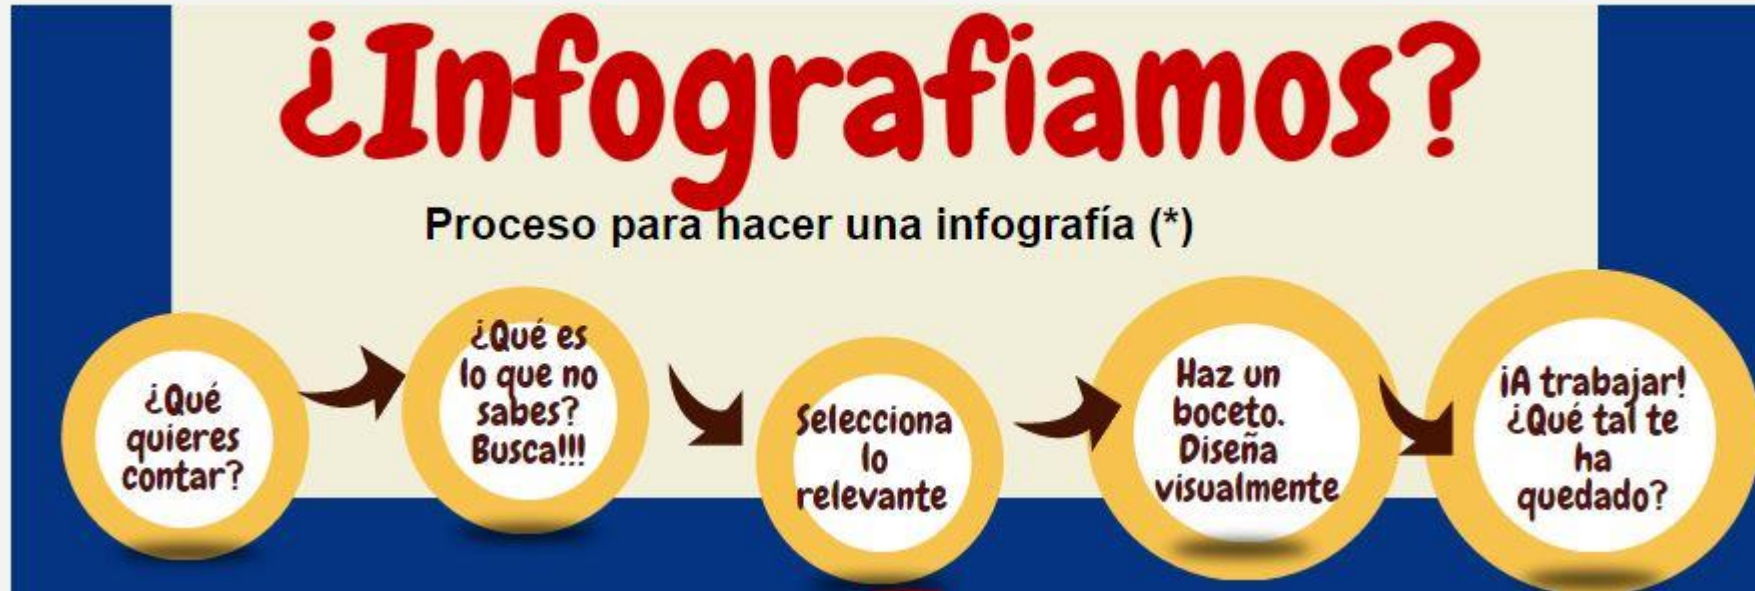 ¿Infografíamos?
Proceso para hacer una infografía (*)
¿Qué
quieres
contar?
¿Qué es
lo que no
sabes?
Busca!!!
Selecciona
lo
relevante
Haz un
boceto.
Diseña
visualmente
¡A trabajar!
¿Qué tal te
ha
quedado?